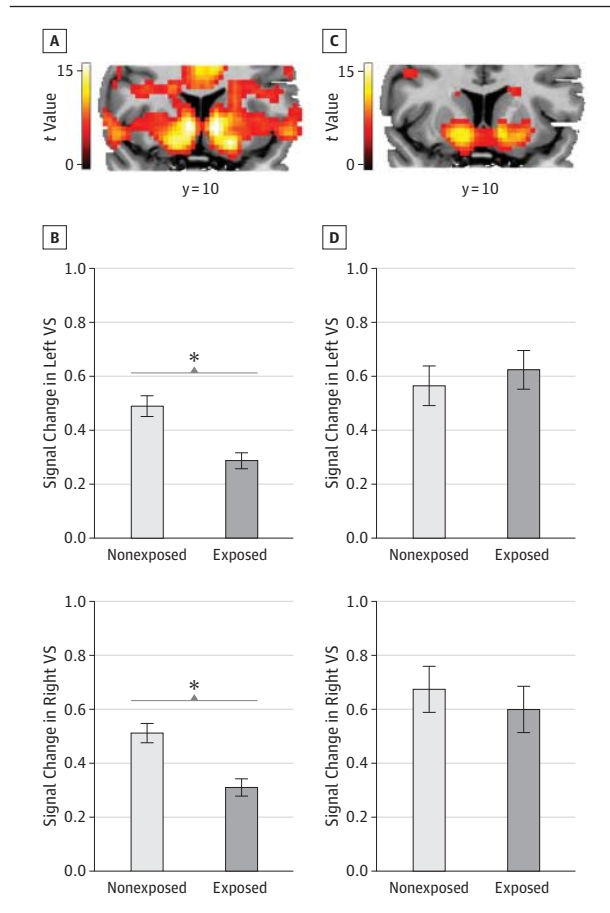 A
C
15
t Value
0
y = 10
15
t Value
0
y = 10
B
D
1.0
0.8
0.6
0.4
0.2
0.0
Signal Change in Left VS
*
Nonexposed
Exposed
1.0
0.8
0.6
0.4
0.2
0.0
Signal Change in Left VS
Nonexposed
Exposed
1.0
0.8
0.6
0.4
0.2
0.0
Signal Change in Right VS
*
Nonexposed
Exposed
1.0
0.8
0.6
0.4
0.2
0.0
Signal Change in Right VS
Nonexposed
Exposed